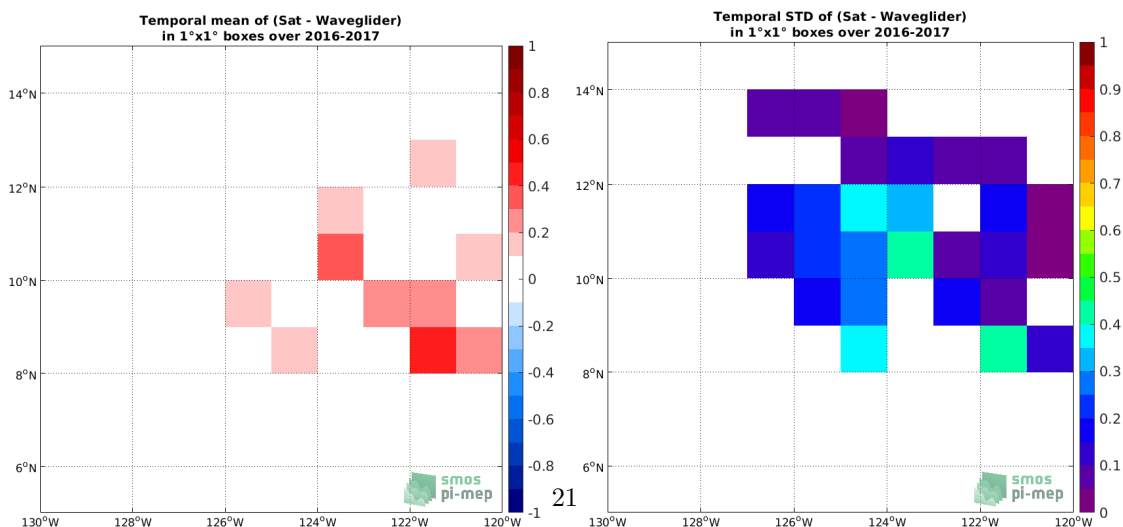 Temporal mean of (Sat - Waveglider)
in 1°x1° boxes over 2016-2017
14°N
12°N
10°N
8°N
6°N
130°W 128°W 126°W 124°W 122°W 120°W
1
0.8
0.6
0.4
0.2
0
-0.2
-0.4
-0.6
-0.8
-1
smos
pi-mep
21
Temporal STD of (Sat - Waveglider)
in 1°x1° boxes over 2016-2017
14°N
12°N
10°N
8°N
6°N
130°W 128°W 126°W 124°W 122°W 120°W
1
0.9
0.8
0.7
0.6
0.5
0.4
0.3
0.2
0.1
0
smos
pi-mep